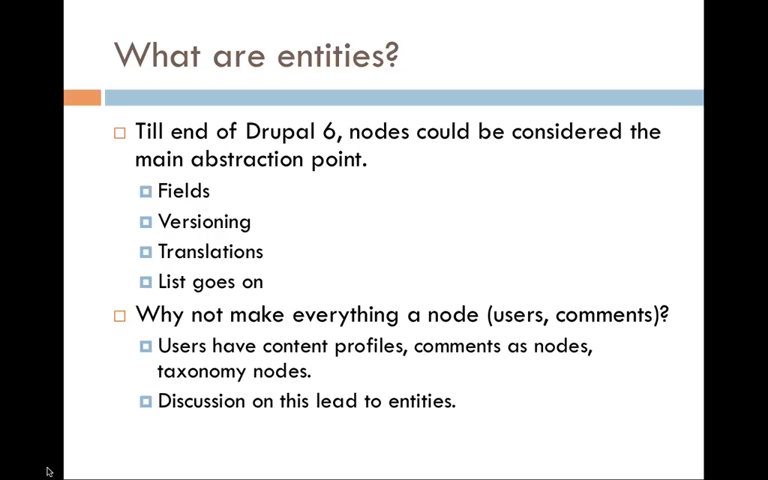 What are entities?
Till end of Drupal 6, nodes could be considered the
main abstraction point.
Fields
Versioning
Translations
List goes on
Why not make everything a node (users, comments)?
Users have content profiles, comments as nodes,
taxonomy nodes.
Discussion on this lead to entities.